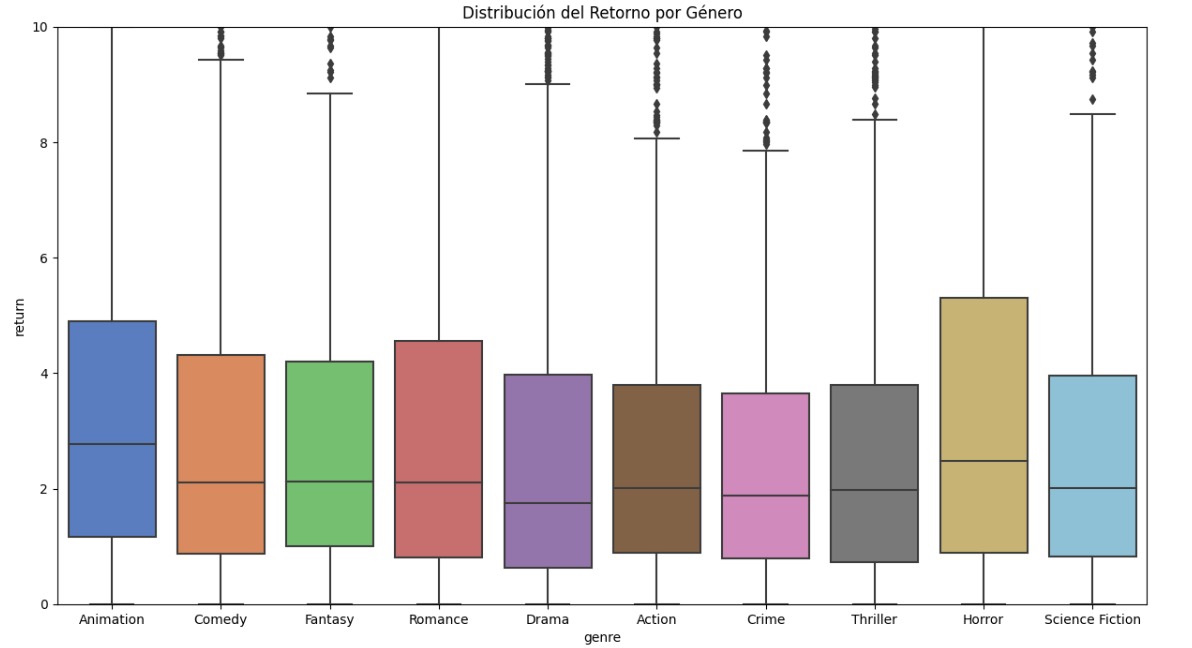 Distribución del Retorno por Género
10
8
6
4
2
0
return
Animation Comedy Fantasy Romance Drama Action Crime Thriller Horror Science Fiction
genre